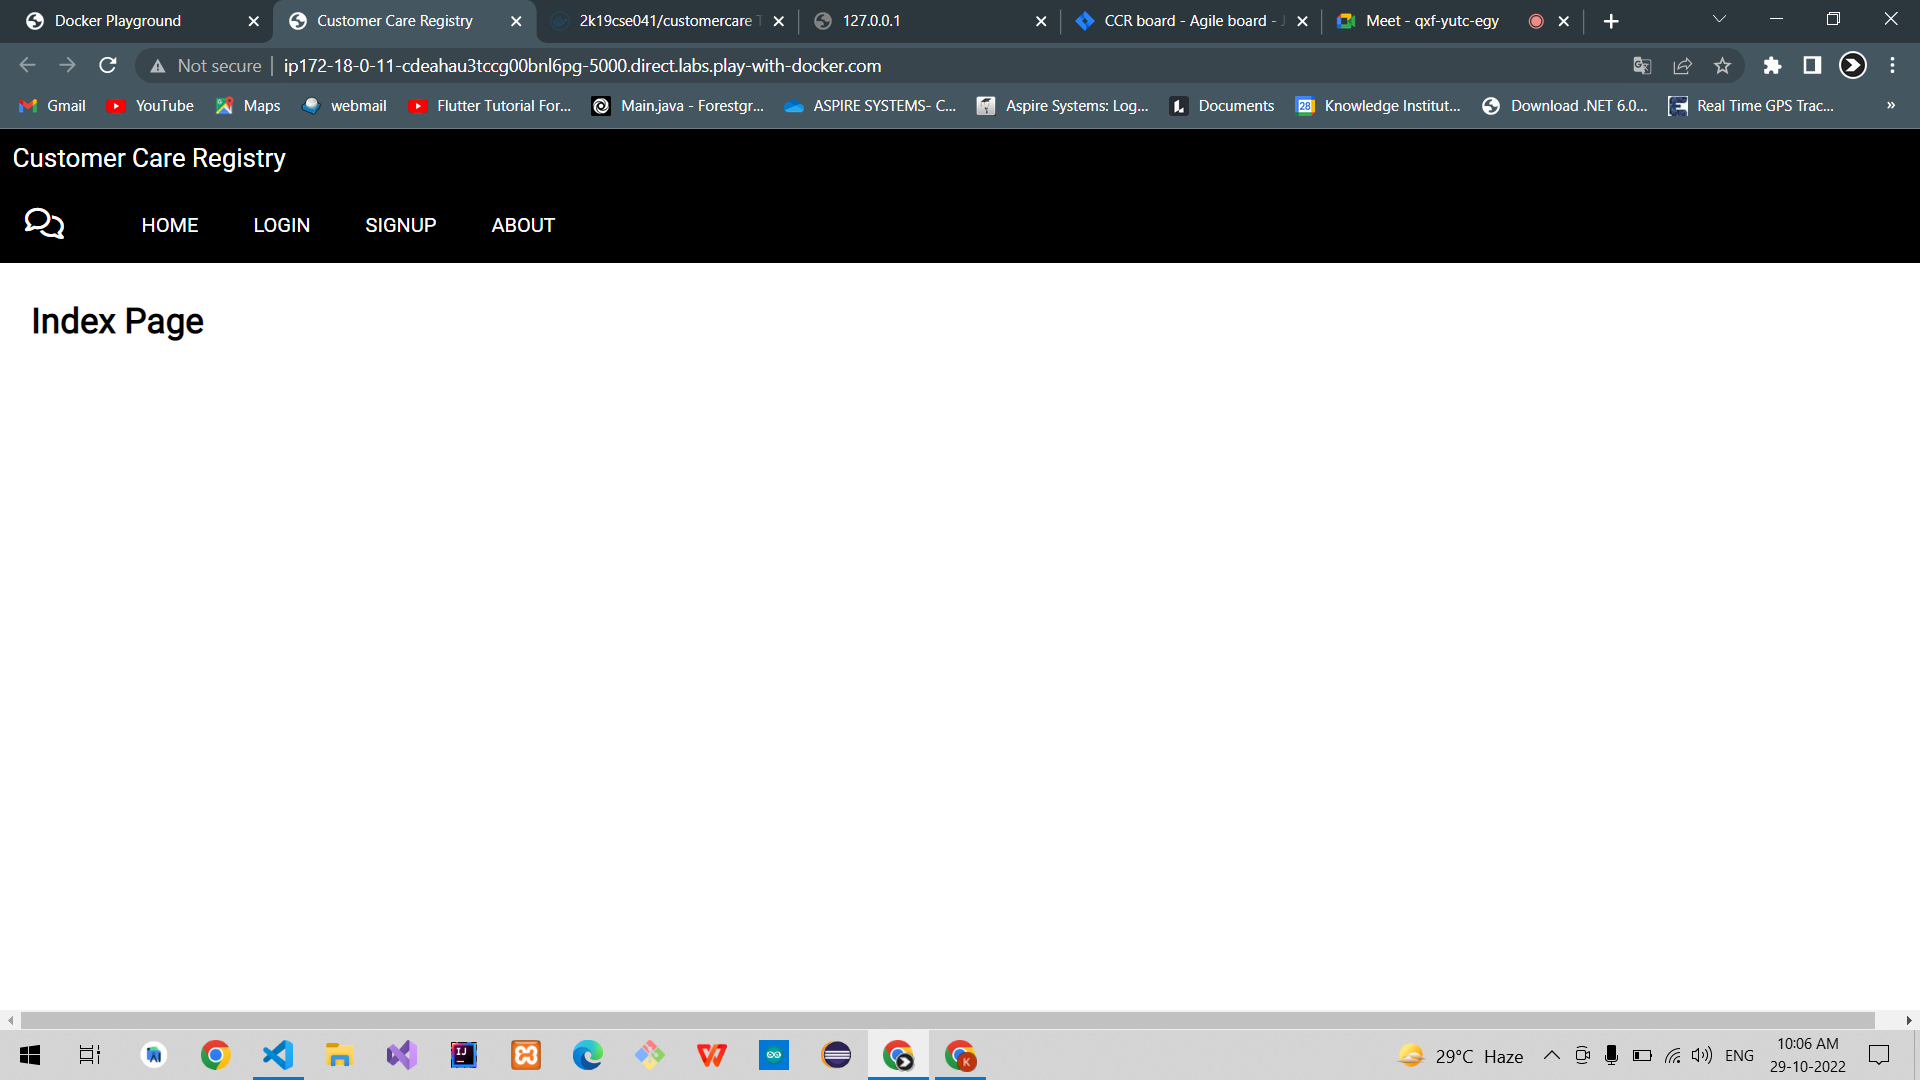 Docker Playground
Customer Care Registry
2k19cse041/customercare
127.0.0.1
CCR board - Agile board -
Meet - qxf-yutc-egy
Not secure
ip172-18-0-11-cdeahau3tccg00bnl6pg-5000.direct.labs.play-with-docker.com
Gmail
YouTube
Maps
webmail
Flutter Tutorial For...
Main.java - Forestgr...
ASPIRE SYSTEMS- C...
Aspire Systems: Log...
Documents
28
Knowledge Institut...
Download .NET 6.0...
Real Time GPS Trac...
»
Customer Care Registry
HOME
LOGIN
SIGNUP
ABOUT
Index Page
IJ
K
29°C Haze
ENG
10:06 AM
29-10-2022